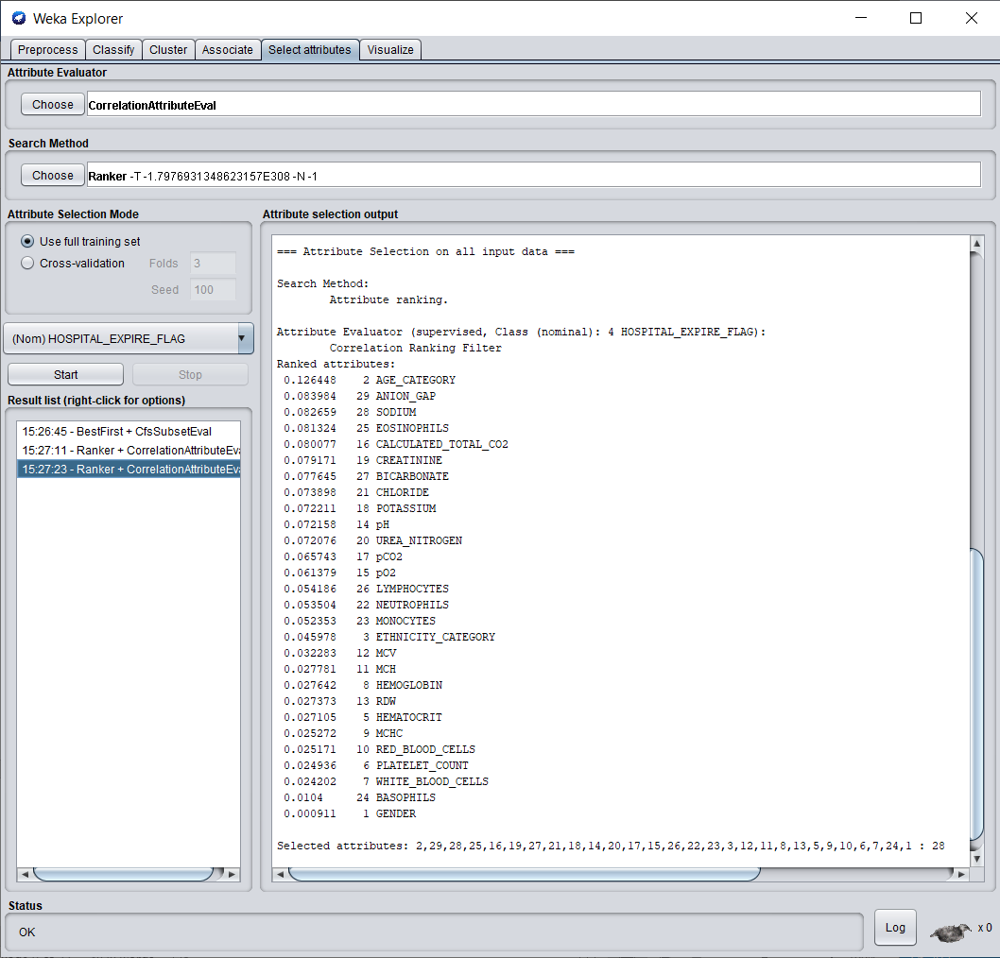 Weka Explorer
Preprocess Classify Cluster Associate Select attributes Visualize
Attribute Evaluator
Choose CorrelationAttributeEval
Search Method
Choose Ranker -T -1.7976931348623157E308 -N -1
Attribute Selection Mode
Use full training set
Cross-validation Folds 3
Seed 100
(Nom) HOSPITAL_EXPIRE_FLAG
Start Stop
Result list (right-click for options)
15:26:45 - BestFirst + CfsSubsetEval
15:27:11 - Ranker + CorrelationAttributeEva
15:27:23 - Ranker + CorrelationAttributeEva
Attribute selection output
=== Attribute Selection on all input data ===
Search Method:
Attribute ranking.
Attribute Evaluator (supervised, Class (nominal): 4 HOSPITAL_EXPIRE_FLAG):
Correlation Ranking Filter
Ranked attributes:
0.126448 2 AGE_CATEGORY
0.083984 29 ANION_GAP
0.082659 28 SODIUM
0.081324 25 EOSINOPHILS
0.080077 16 CALCULATED_TOTAL_CO2
0.079171 19 CREATININE
0.077645 27 BICARBONATE
0.073898 21 CHLORIDE
0.072211 18 POTASSIUM
0.072158 14 pH
0.072076 20 UREA_NITROGEN
0.065743 17 pCO2
0.061379 15 pO2
0.054186 26 LYMPHOCYTES
0.053504 22 NEUTROPHILS
0.052353 23 MONOCYTES
0.045978 3 ETHNICITY_CATEGORY
0.032283 12 MCV
0.027781 11 MCH
0.027642 8 HEMOGLOBIN
0.027373 13 RDW
0.027105 5 HEMATOCRIT
0.025272 9 MCHC
0.025171 10 RED_BLOOD_CELLS
0.024936 6 PLATELET_COUNT
0.024202 7 WHITE_BLOOD_CELLS
0.0104 24 BASOPHILS
0.000911 1 GENDER
Selected attributes: 2,29,28,25,16,19,27,21,18,14,20,17,15,26,22,23,3,12,11,8,13,5,9,10,6,7,24,1 : 28
Status
OK
Log
x 0